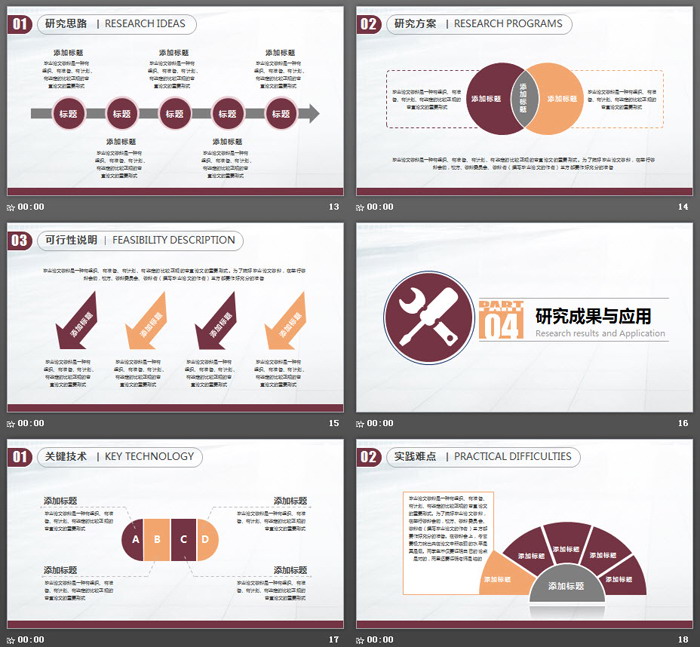 01 研究思路 | RESEARCH IDEAS
添加标题 添加标题 添加标题
毕业论文答辩是一种有
组织、有准备、有计划、
有鉴定的比较正规的审
查论文的重要形式
毕业论文答辩是一种有
组织、有准备、有计划、
有鉴定的比较正规的审
查论文的重要形式
毕业论文答辩是一种有
组织、有准备、有计划、
有鉴定的比较正规的审
查论文的重要形式
标题 标题 标题 标题 标题
添加标题 添加标题
毕业论文答辩是一种有
组织、有准备、有计划、
有鉴定的比较正规的审
查论文的重要形式
毕业论文答辩是一种有
组织、有准备、有计划、
有鉴定的比较正规的审
查论文的重要形式
00:00 13
02 研究方案 | RESEARCH PROGRAMS
毕业论文答辩是一种有组织、有准
备、有计划、有鉴定的比较正规的
审查论文的重要形式
添加标题 添加标题 添加标题
毕业论文答辩是一种有组织、有准
备、有计划、有鉴定的比较正规的
审查论文的重要形式
毕业论文答辩是一种有组织、有准备、有计划、有鉴定的比较正规的审查论文的重要形式。为了搞好毕业论文答辩，在举行答
辩会前，校方、答辩委员会、答辩者（撰写毕业论文的作者）三方都要作好充分的准备
00:00 14
03 可行性说明 | FEASIBILITY DESCRIPTION
毕业论文答辩是一种有组织、有准备、有计划、有鉴定的比较正规的审查论文的重要形式。为了搞好毕业论文答辩，在举行答
辩会前，校方、答辩委员会、答辩者（撰写毕业论文的作者）三方都要作好充分的准备
添加标题 添加标题 添加标题 添加标题
毕业论文答辩是一种有
组织、有准备、有计划、
有鉴定的比较正规的审
查论文的重要形式
毕业论文答辩是一种有
组织、有准备、有计划、
有鉴定的比较正规的审
查论文的重要形式
毕业论文答辩是一种有
组织、有准备、有计划、
有鉴定的比较正规的审
查论文的重要形式
毕业论文答辩是一种有
组织、有准备、有计划、
有鉴定的比较正规的审
查论文的重要形式
00:00 15
PART
04
研究成果与应用
Research results and Application
00:00 16
01 关键技术 | KEY TECHNOLOGY
添加标题 添加标题
毕业论文答辩是一种有组织、有准
备、有计划、有鉴定的比较正规的
审查论文的重要形式
毕业论文答辩是一种有组织、有准
备、有计划、有鉴定的比较正规的
审查论文的重要形式
A B C D
添加标题 添加标题
毕业论文答辩是一种有组织、有准
备、有计划、有鉴定的比较正规的
审查论文的重要形式
毕业论文答辩是一种有组织、有准
备、有计划、有鉴定的比较正规的
审查论文的重要形式
00:00 17
02 实践难点 | PRACTICAL DIFFICULTIES
毕业论文答辩是一种有组织、有准备、
有计划、有鉴定的比较正规的审查论文
的重要形式。为了搞好毕业论文答辩，
在举行答辩会前，校方、答辩委员会、
答辩者（撰写毕业论文的作者）三方
都要作好充分的准备。在答辩会上，
添加标题 添加标题 添加标题 添加标题 添加标题
添加标题
00:00 18